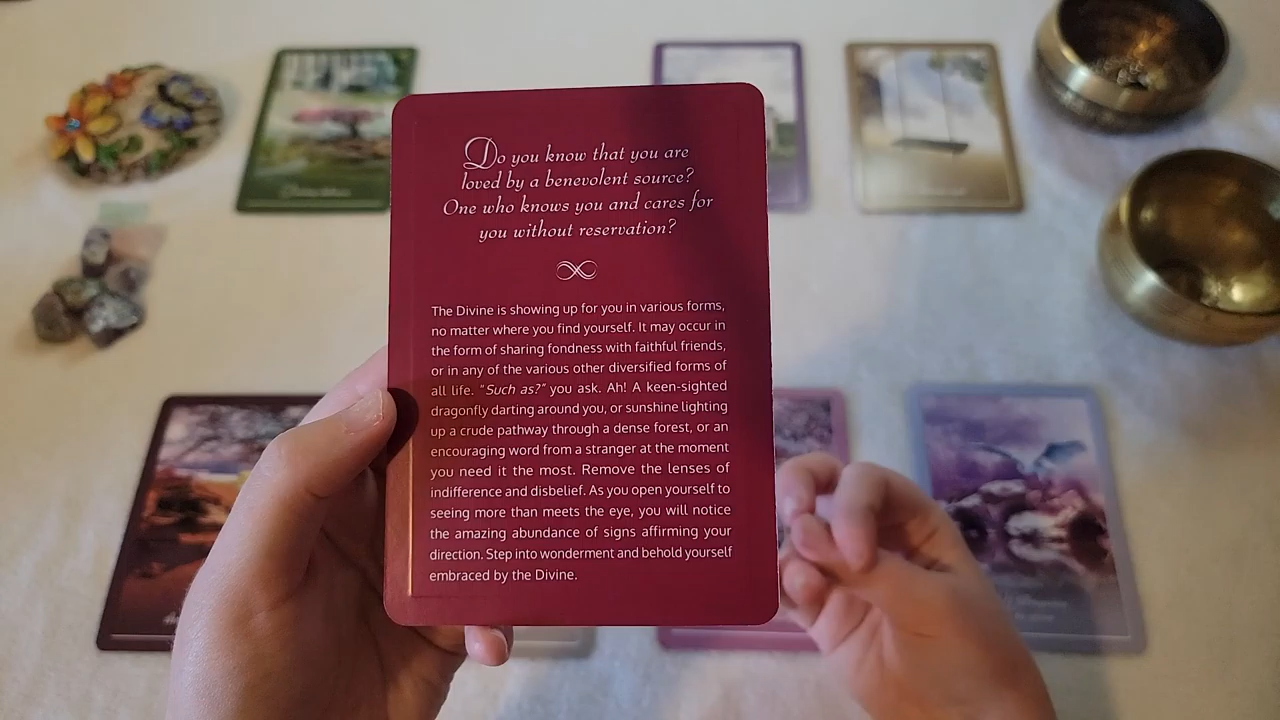 Do you know that you are
loved by a benevolent source?
One who knows you and cares for
you without reservation?
The Divine is showing up for you in various forms,
no matter where you find yourself. It may occur in
the form of sharing fondness with faithful friends,
or in any of the various other diversified forms of
all life. "Such as?" you ask. Ah! A keen-sighted
dragonfly darting around you, or sunshine lighting
up a crude pathway through a dense forest, or an
encouraging word from a stranger at the moment
you need it the most. Remove the lenses of
indifference and disbelief. As you open yourself to
seeing more than meets the eye, you will notice
the amazing abundance of signs affirming your
direction. Step into wonderment and behold yourself
embraced by the Divine.